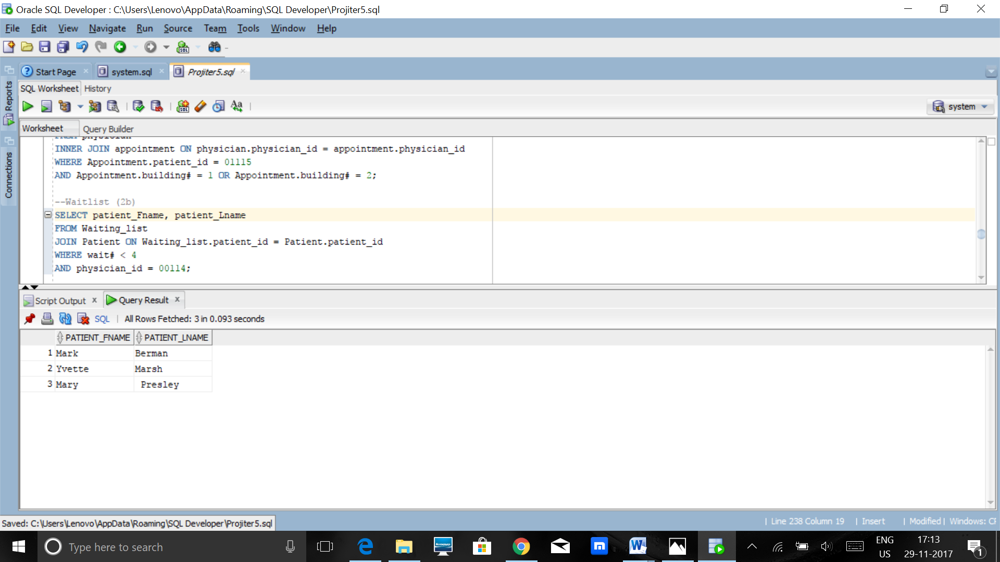 Oracle SQL Developer : C:\Users\Lenovo\AppData\Roaming\SQL Developer\Projiter5.sql
File Edit View Navigate Run Source Team Tools Window Help
Start Page system.sql Projiter5.sql
SQL Worksheet History
system
Reports
Connections
Worksheet Query Builder
FROM physician
INNER JOIN appointment ON physician.physician_id = appointment.physician_id
WHERE Appointment.patient_id = 01115
AND Appointment.building# = 1 OR Appointment.building# = 2;
--Waitlist (2b)
SELECT patient_Fname, patient_Lname
FROM Waiting_list
JOIN Patient ON Waiting_list.patient_id = Patient.patient_id
WHERE wait# < 4
AND physician_id = 00114;
Script Output x Query Result x
SQL | All Rows Fetched: 3 in 0.093 seconds
PATIENT_FNAME PATIENT_LNAME
1 Mark Berman
2 Yvette Marsh
3 Mary Presley
Saved: C:\Users\Lenovo\AppData\Roaming\SQL Developer\Projiter5.sql
| Line 238 Column 19 | Insert | Modified | Windows: CF
Type here to search
lenovo
m
W
ENG
US
17:13
29-11-2017
1